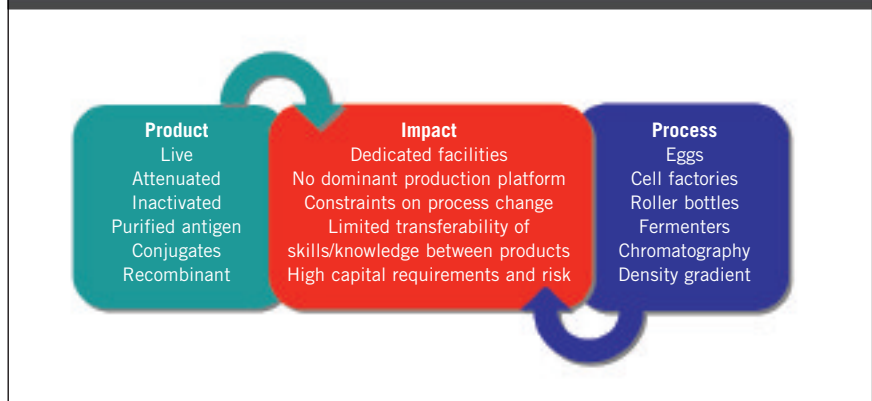 Product
Live
Attenuated
Inactivated
Purified antigen
Conjugates
Recombinant
Impact
Dedicated facilities
No dominant production platform
Constraints on process change
Limited transferability of
skills/knowledge between products
High capital requirements and risk
Process
Eggs
Cell factories
Roller bottles
Fermenters
Chromatography
Density gradient